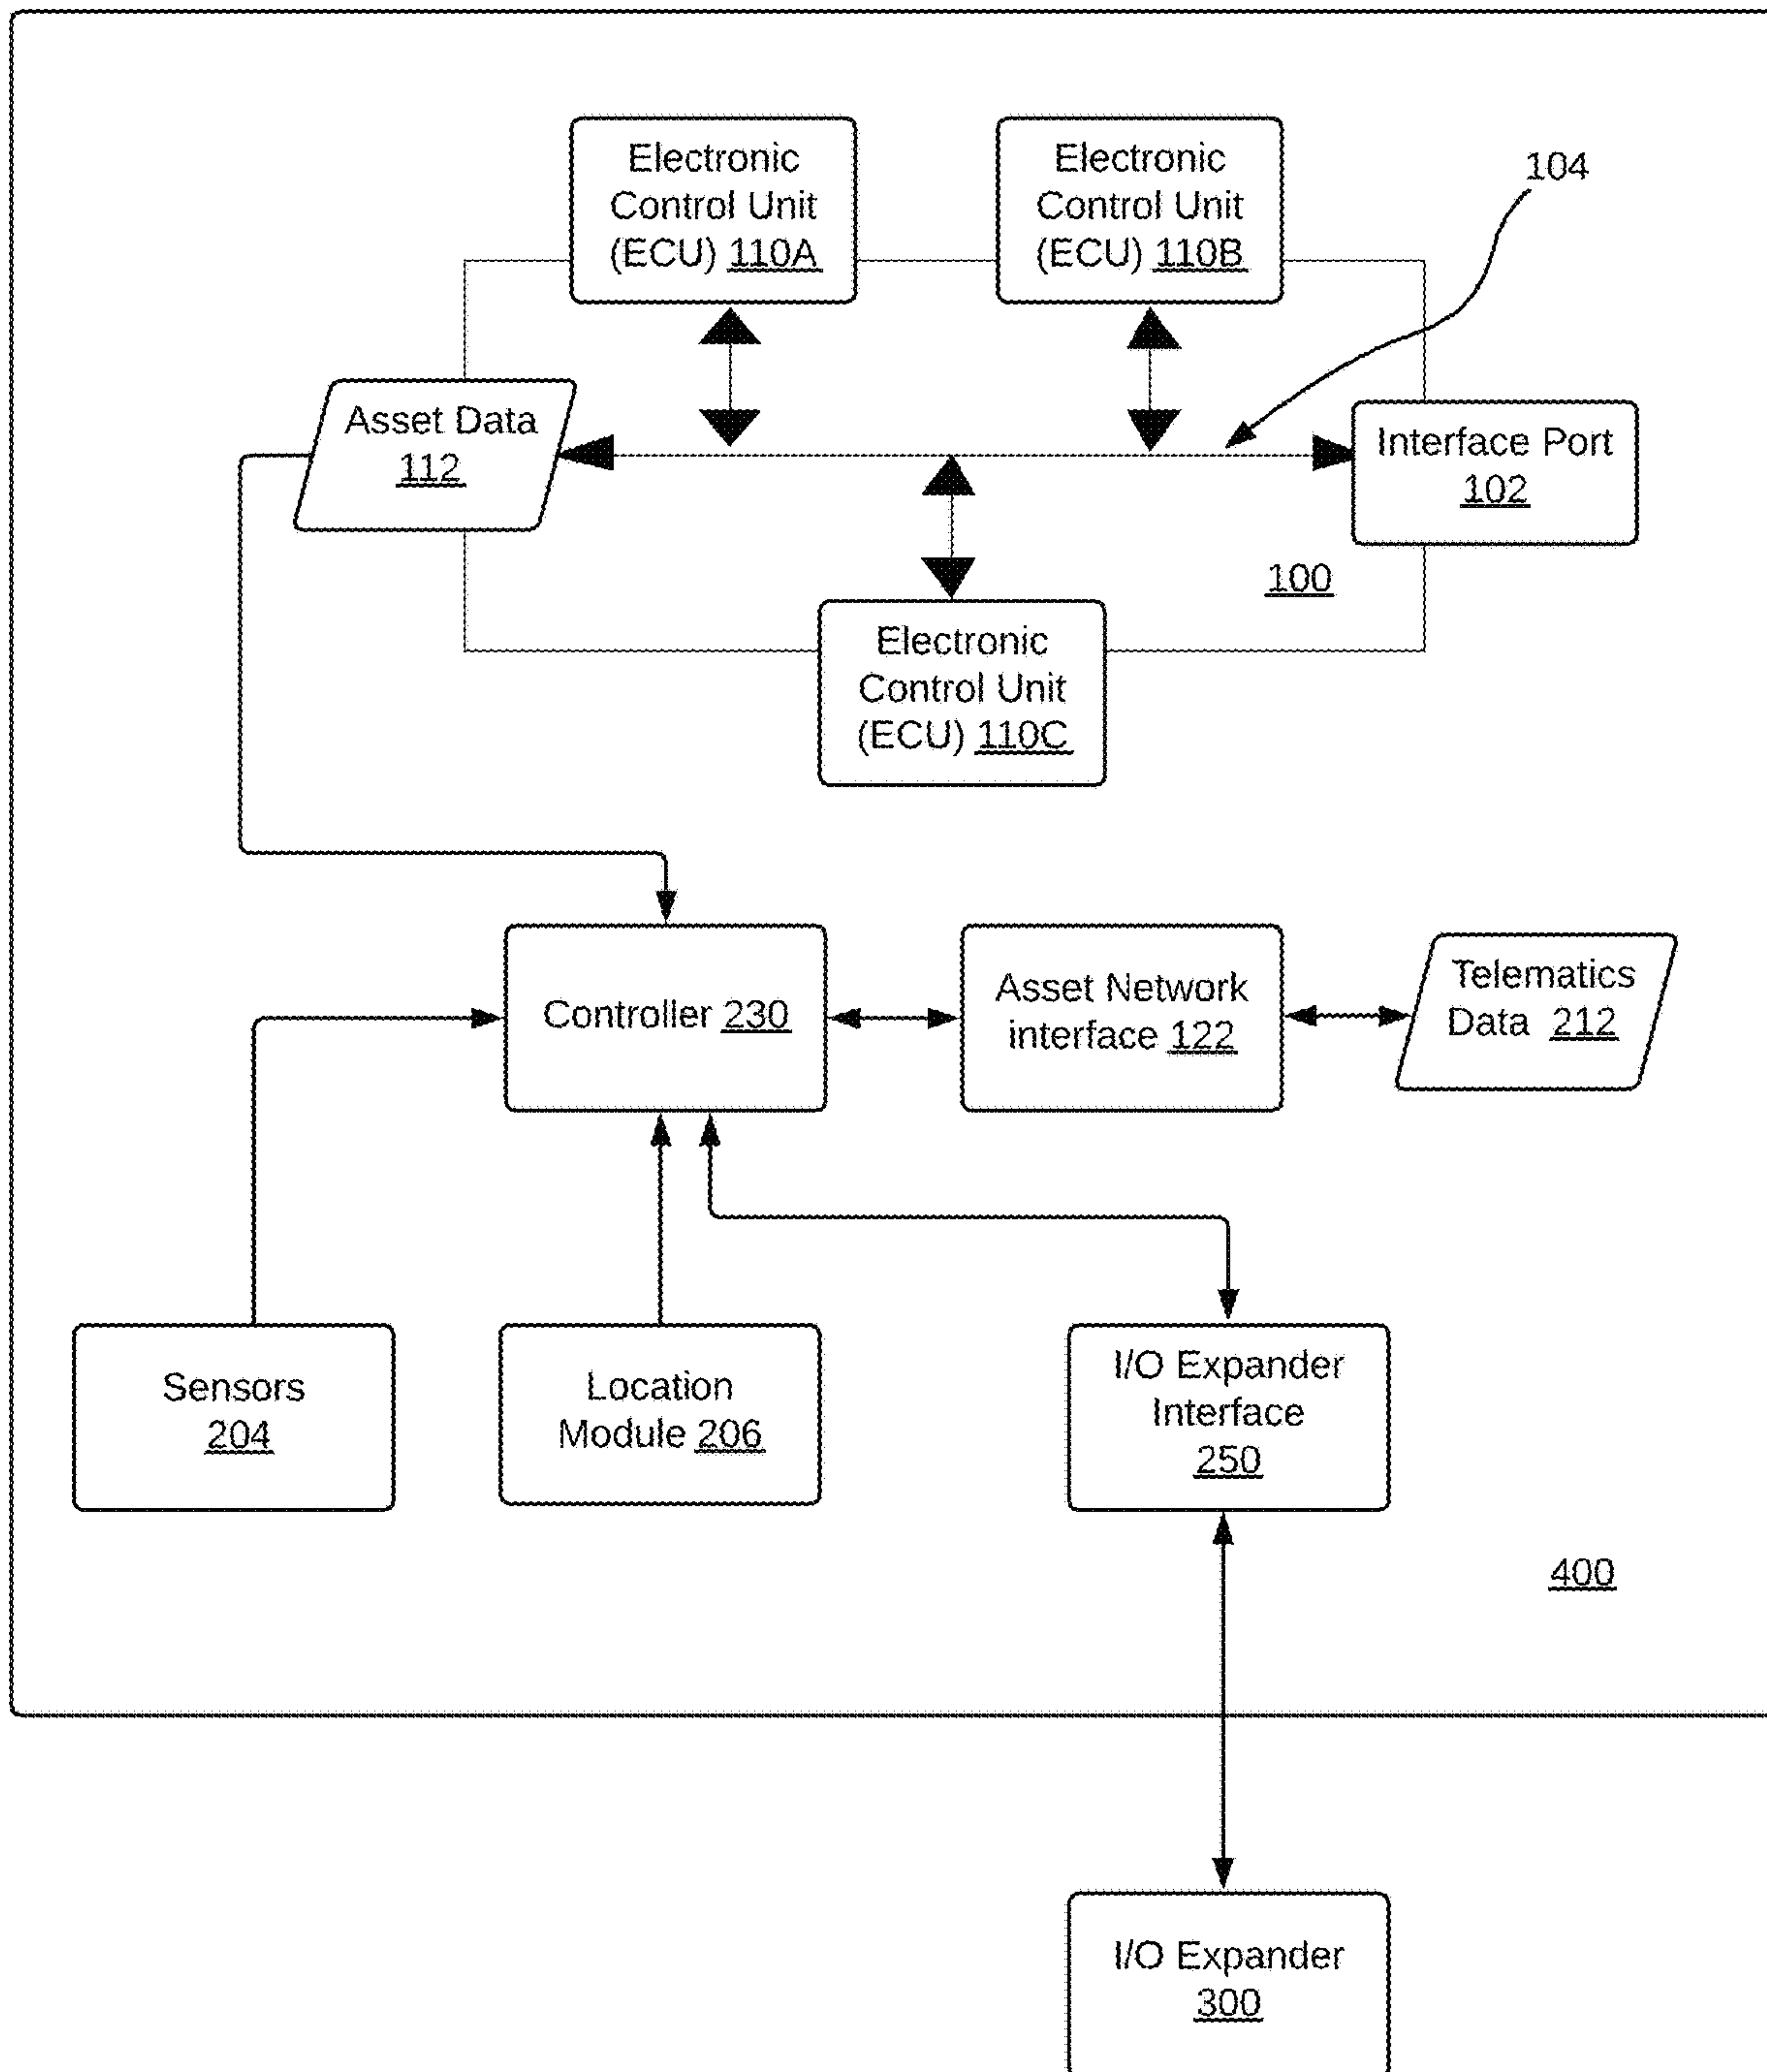 Electronic
Control Unit
(ECU) 110A
Electronic
Control Unit
(ECU) 110B
104
Asset Data
112
Interface Port
102
100
Electronic
Control Unit
(ECU) 110C
Controller 230
Asset Network
interface 122
Telematics
Data 212
Sensors
204
Location
Module 206
I/O Expander
Interface
250
400
I/O Expander
300